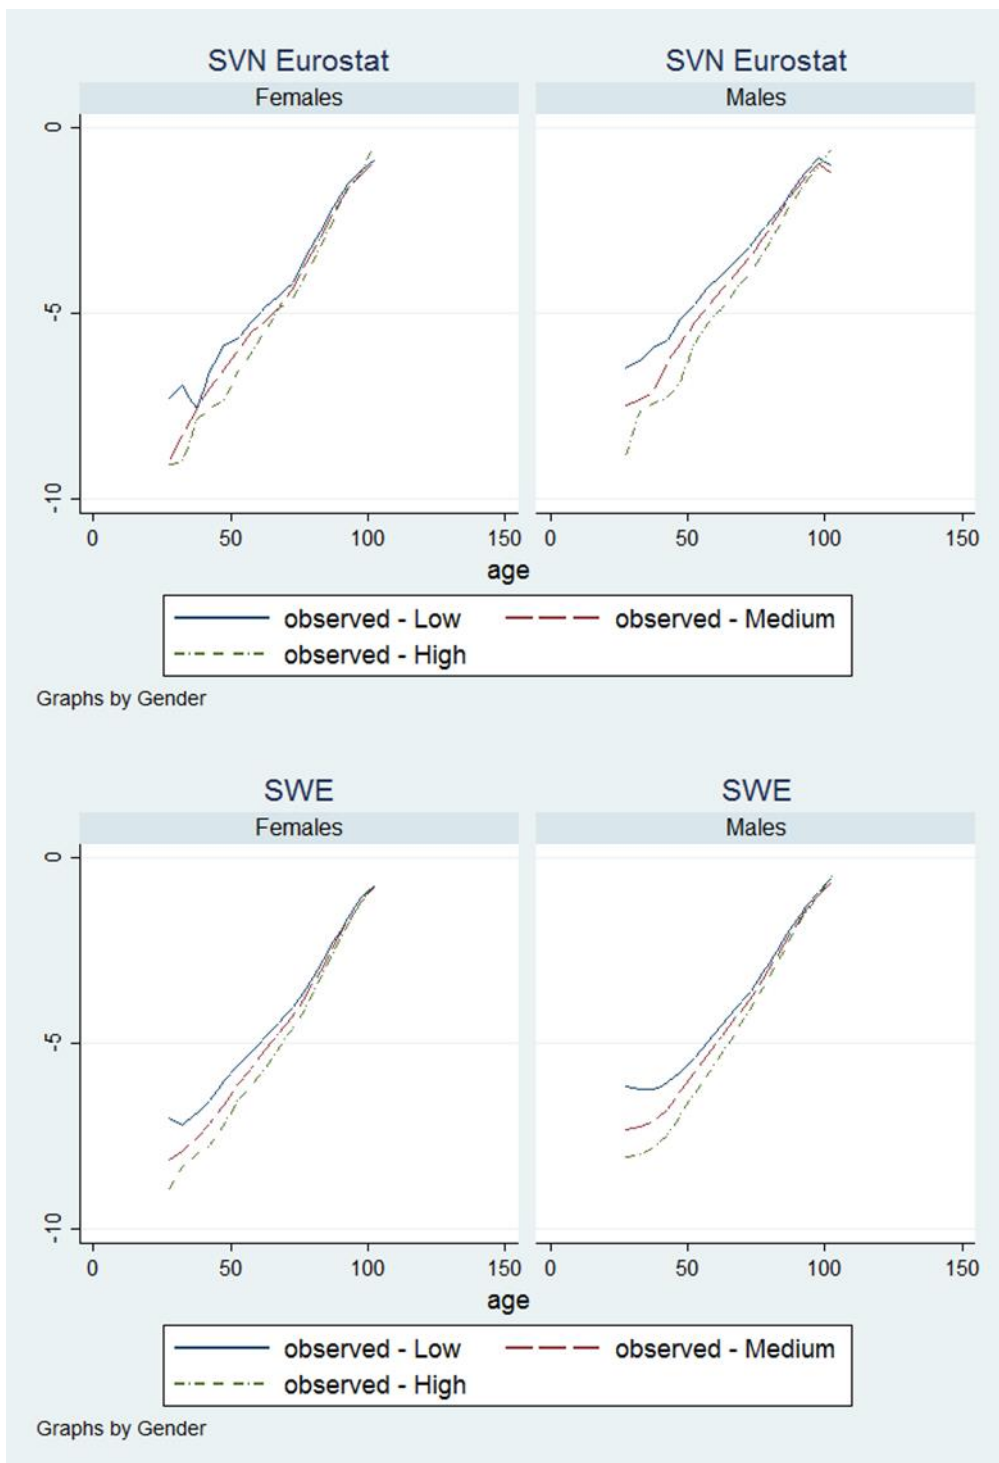 SVN Eurostat SVN Eurostat
Females Males
0
-5
-10
0 50 100 150 0 50 100 150
age
observed - Low observed - Medium
observed - High
Graphs by Gender
SWE SWE
Females Males
0
-5
-10
0 50 100 150 0 50 100 150
age
observed - Low observed - Medium
observed - High
Graphs by Gender